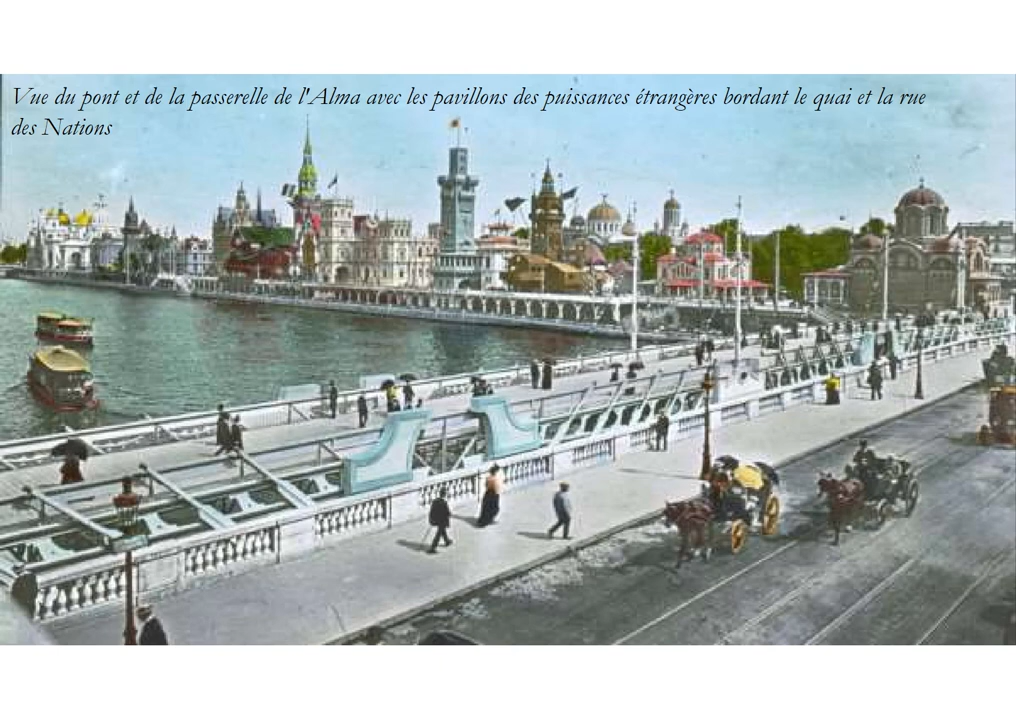 Vue du pont et de la passerelle de l'Alma avec les pavillons des puissances étrangères bordant le quai et la rue
des Nations